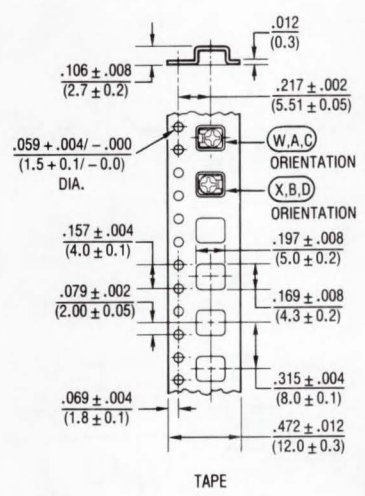 .012
(0.3)
.106 ± .008
(2.7 ± 0.2)
.217 ± .002
(5.51 ± 0.05)
.059 + .004/ − .000
(1.5 + 0.1/ − 0.0)
DIA.
W,A,C
ORIENTATION
X,B,D
ORIENTATION
.157 ± .004
(4.0 ± 0.1)
.197 ± .008
(5.0 ± 0.2)
.079 ± .002
(2.00 ± 0.05)
.169 ± .008
(4.3 ± 0.2)
.315 ± .004
(8.0 ± 0.1)
.069 ± .004
(1.8 ± 0.1)
.472 ± .012
(12.0 ± 0.3)
TAPE